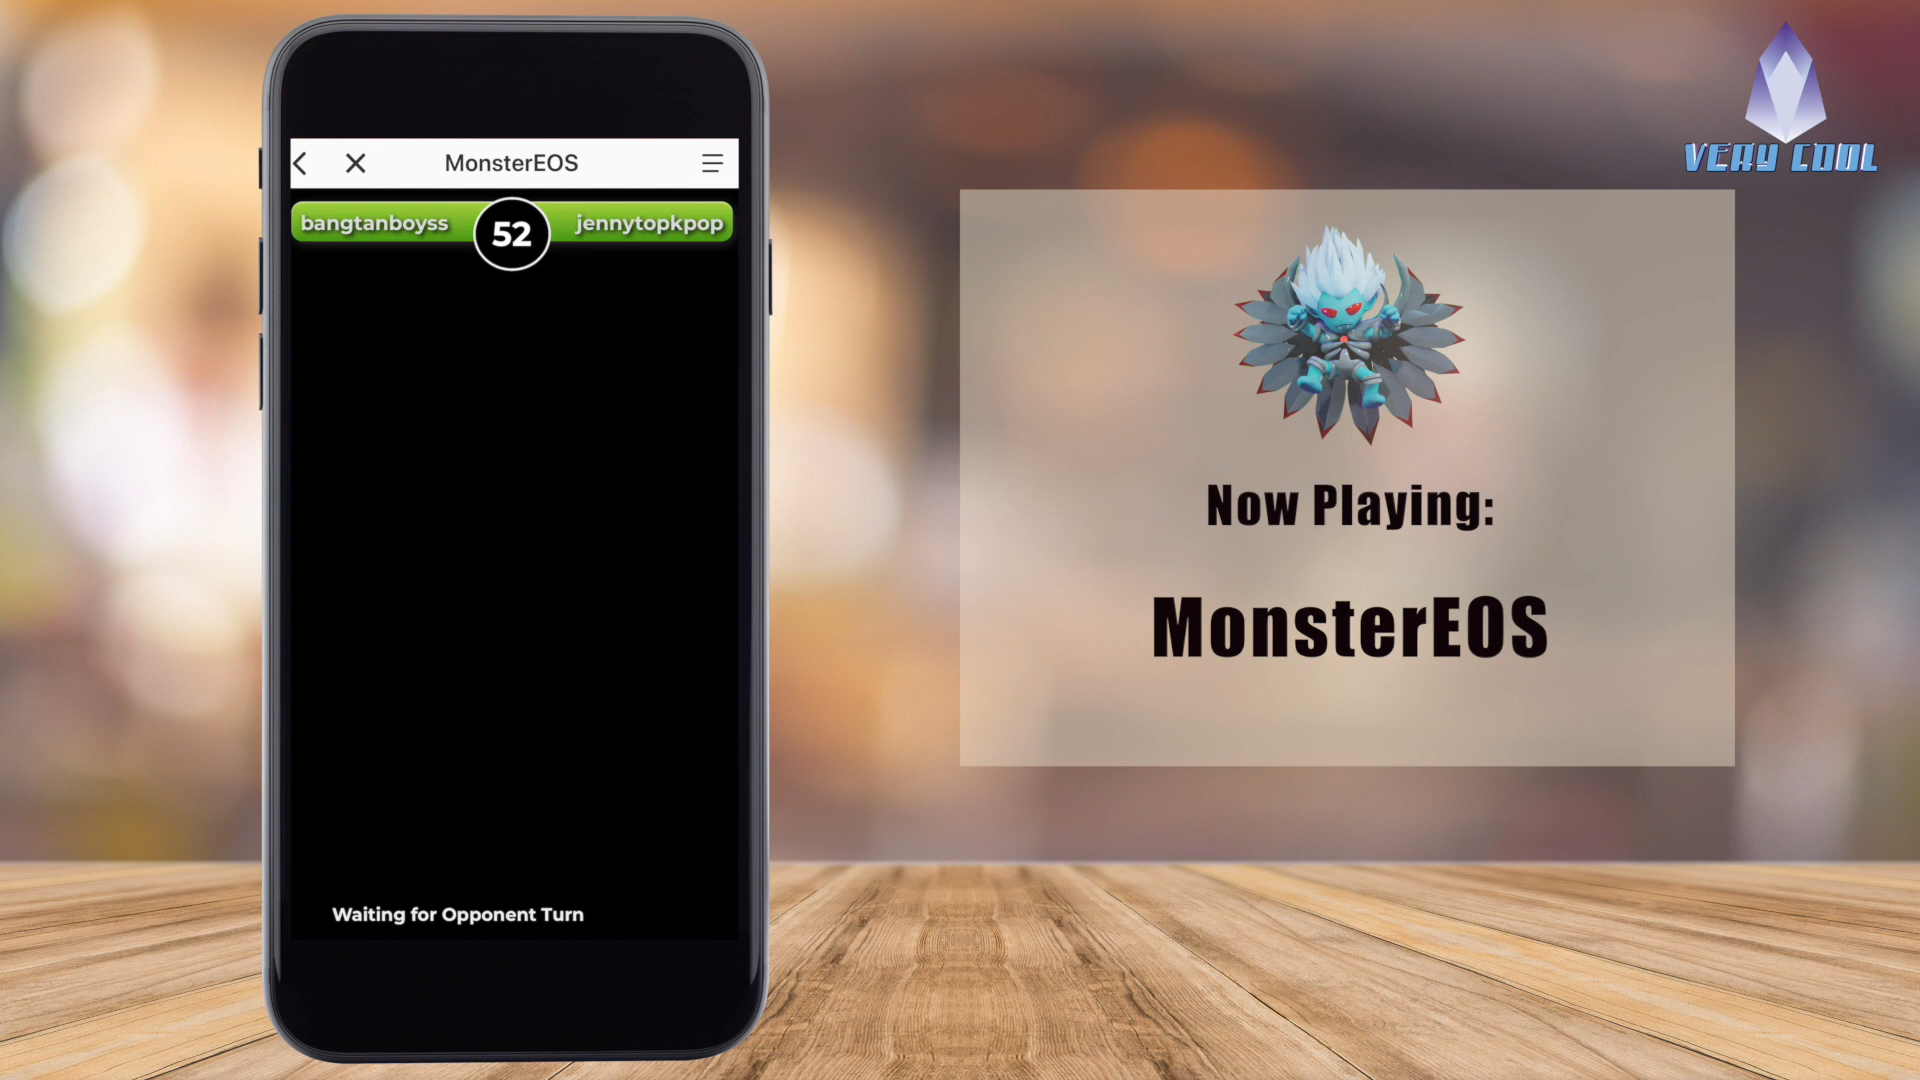 VERY COOL
MonsterEOS
bangtanboyss
52
jennytopkpop
Now Playing:
MonsterEOS
Waiting for Opponent Turn